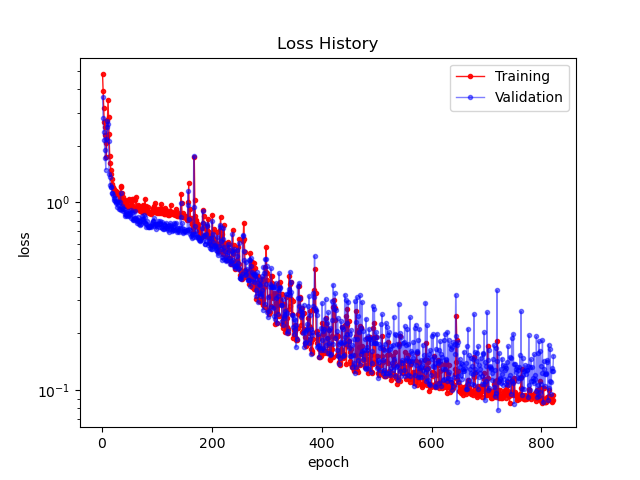 Loss History
Training
Validation
loss
10⁰
10⁻¹
0 200 400 600 800
epoch